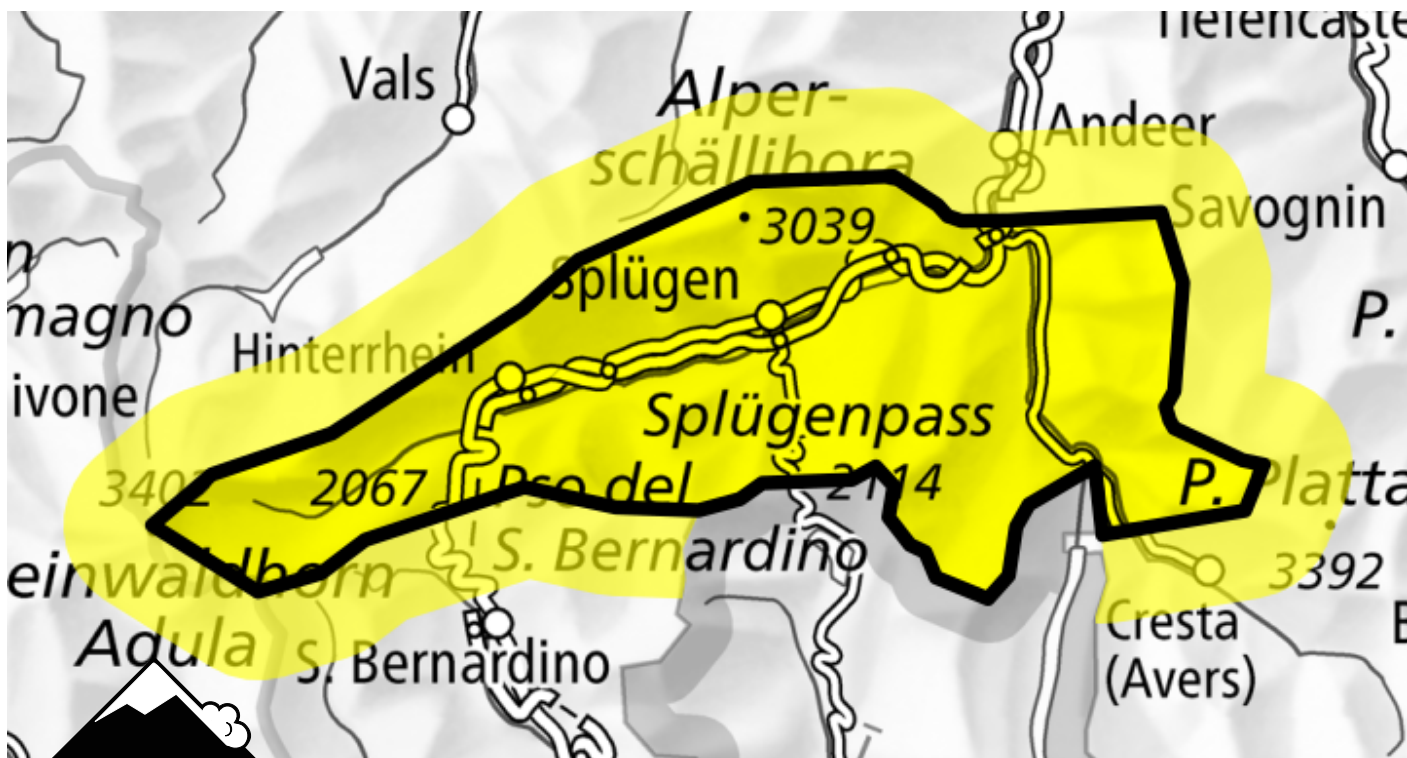 Tiefencaste
Vals
Alper-
schällihorn
Andeer
Savognin
3039
n
Splügen
magno
P.
Hinterrhein
ivone
Splügenpass
3402
2067
Pso del
2114
P. Platta
S. Bernardino
einwaldhorn
3392
Adula
Cresta
S. Bernardino
(Avers)